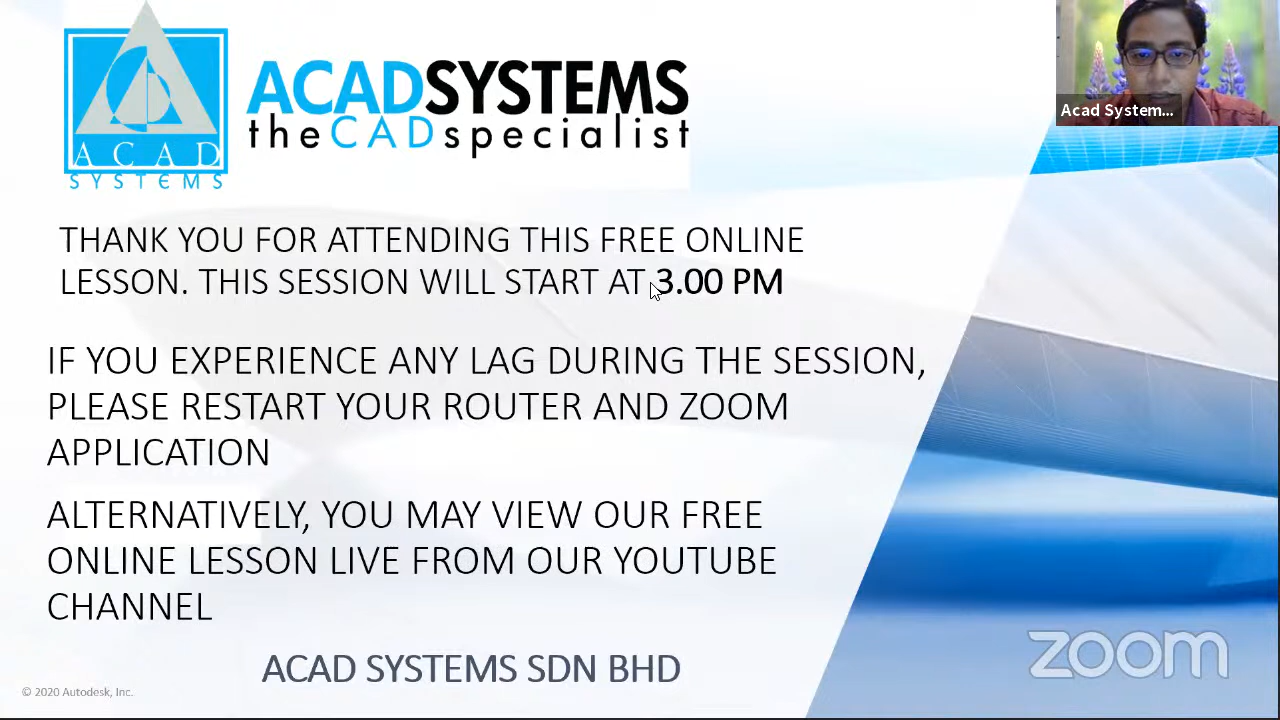 ACAD
SYSTEMS
ACADSYSTEMS
theCADspecialist
Acad System...
THANK YOU FOR ATTENDING THIS FREE ONLINE
LESSON. THIS SESSION WILL START AT 3.00 PM
IF YOU EXPERIENCE ANY LAG DURING THE SESSION,
PLEASE RESTART YOUR ROUTER AND ZOOM
APPLICATION
ALTERNATIVELY, YOU MAY VIEW OUR FREE
ONLINE LESSON LIVE FROM OUR YOUTUBE
CHANNEL
ACAD SYSTEMS SDN BHD
© 2020 Autodesk, Inc.
zoom